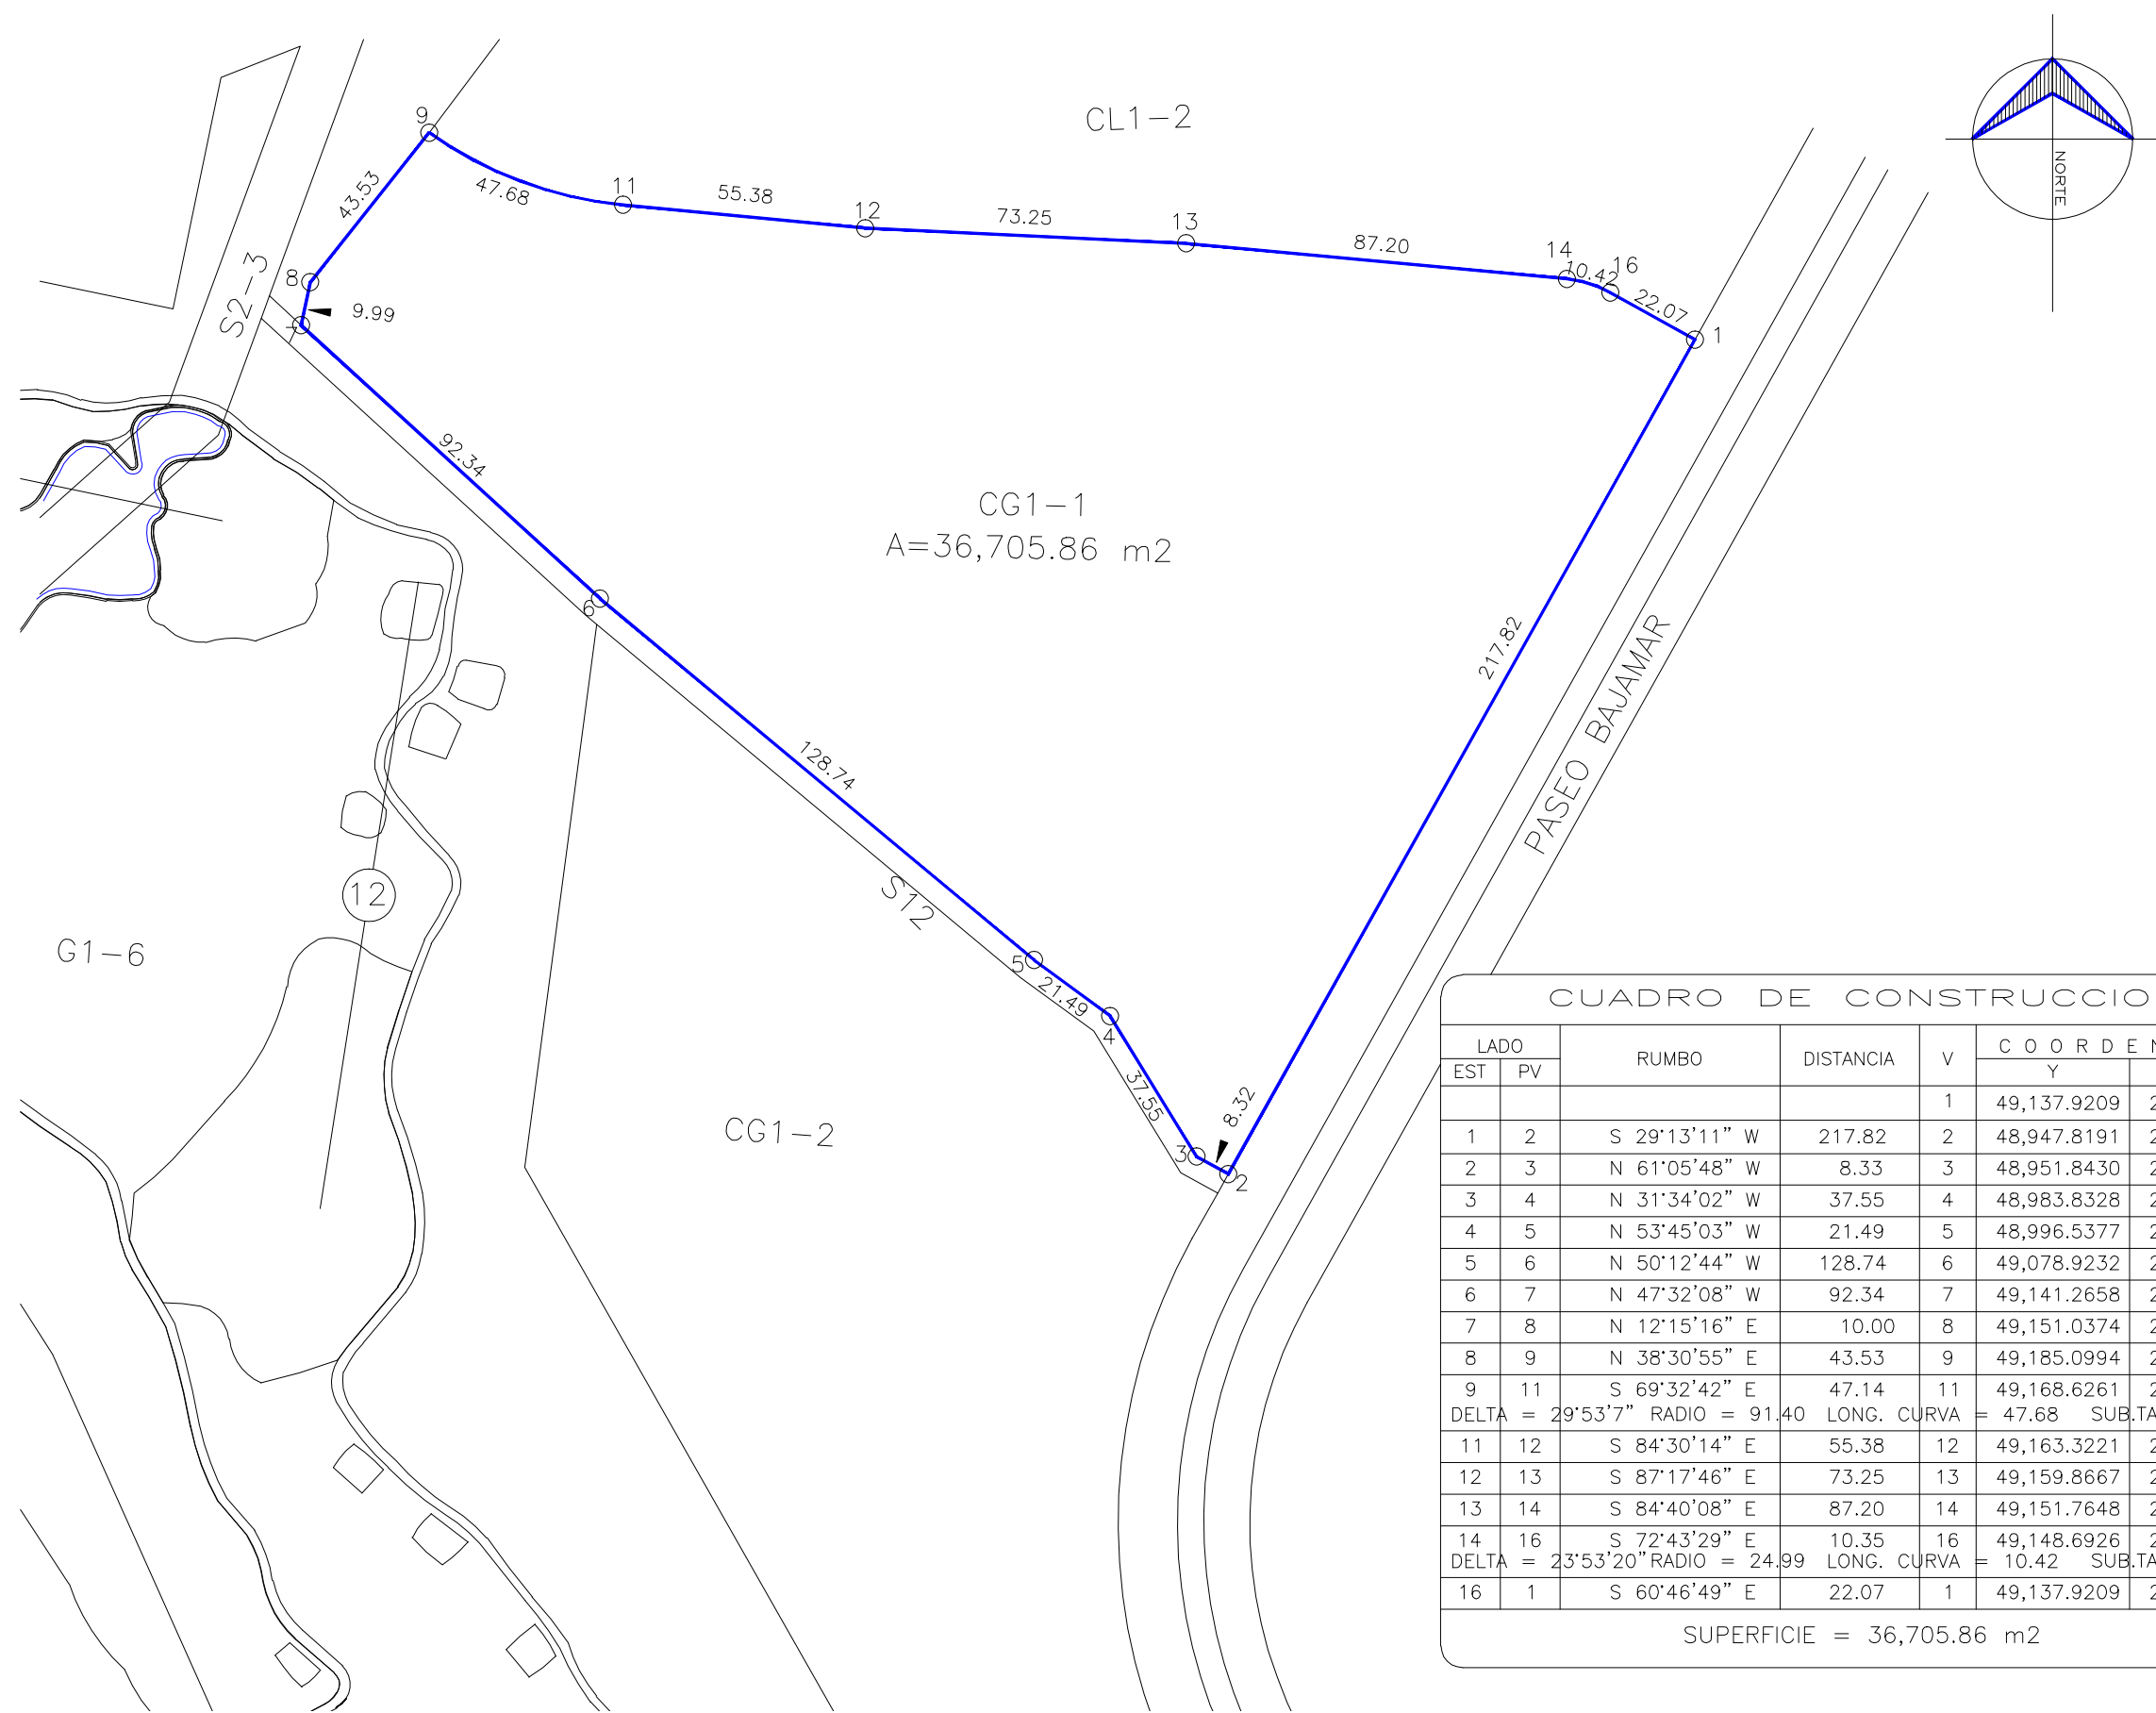 CL1-2
NORTE
9
47.68
11
55.38
12
73.25
13
87.20
14
10.42
16
22.07
1
43.53
8
9.99
S2-3
92.34
CG1-1
A=36,705.86 m2
6
217.82
PASEO BAJAMAR
128.74
12
S12
G1-6
5
21.49
4
37.55
8.32
3
2
CG1-2
CUADRO DE CONSTRUCCIO
LADO RUMBO DISTANCIA V C O O R D E
EST PV Y
1 49,137.9209
1 2 S 29°13'11" W 217.82 2 48,947.8191
2 3 N 61°05'48" W 8.33 3 48,951.8430
3 4 N 31°34'02" W 37.55 4 48,983.8328
4 5 N 53°45'03" W 21.49 5 48,996.5377
5 6 N 50°12'44" W 128.74 6 49,078.9232
6 7 N 47°32'08" W 92.34 7 49,141.2658
7 8 N 12°15'16" E 10.00 8 49,151.0374
8 9 N 38°30'55" E 43.53 9 49,185.0994
9 11 S 69°32'42" E 47.14 11 49,168.6261
DELTA = 29°53'7" RADIO = 91.40 LONG. CURVA = 47.68 SUB.TA
11 12 S 84°30'14" E 55.38 12 49,163.3221
12 13 S 87°17'46" E 73.25 13 49,159.8667
13 14 S 84°40'08" E 87.20 14 49,151.7648
14 16 S 72°43'29" E 10.35 16 49,148.6926
DELTA = 23°53'20" RADIO = 24.99 LONG. CURVA = 10.42 SUB.TA
16 1 S 60°46'49" E 22.07 1 49,137.9209
SUPERFICIE = 36,705.86 m2